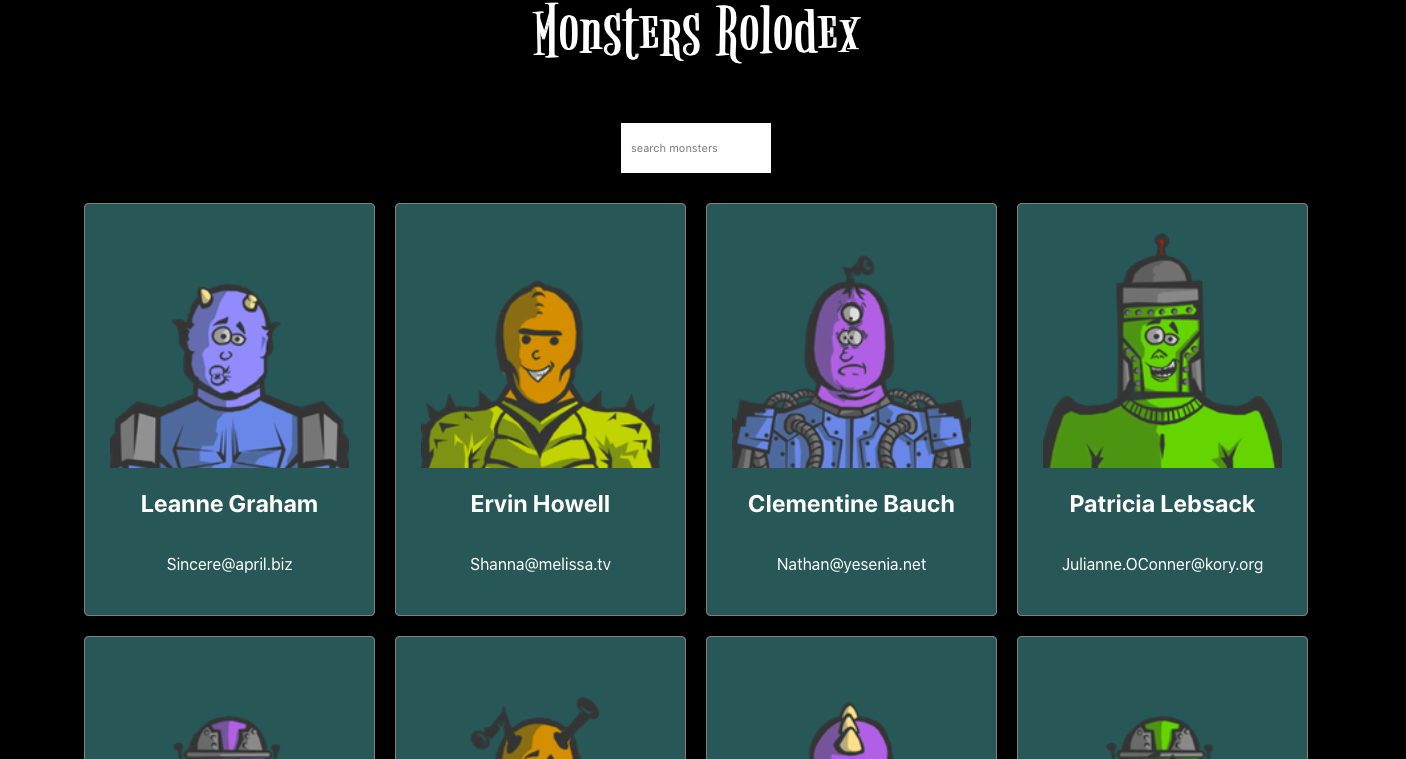 Monsters Rolodex
search monsters
Leanne Graham
Ervin Howell
Clementine Bauch
Patricia Lebsack
Sincere@april.biz
Shanna@melissa.tv
Nathan@yesenia.net
Julianne.OConner@kory.org